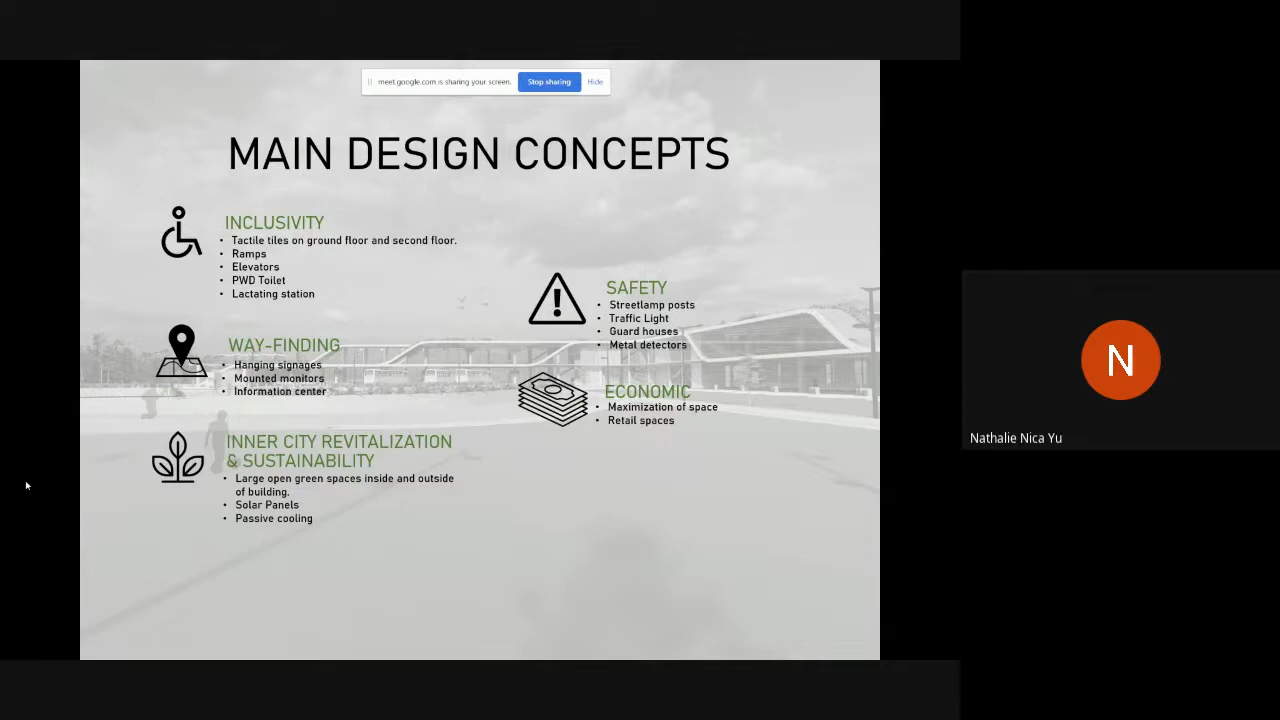 meet.google.com is sharing your screen.
Stop sharing
Hide
MAIN DESIGN CONCEPTS
INCLUSIVITY
• Tactile tiles on ground floor and second floor.
• Ramps
• Elevators
• PWD Toilet
• Lactating station
WAY-FINDING
• Hanging signages
• Mounted monitors
• Information center
INNER CITY REVITALIZATION
& SUSTAINABILITY
• Large open green spaces inside and outside
of building.
• Solar Panels
• Passive cooling
SAFETY
• Streetlamp posts
• Traffic Light
• Guard houses
• Metal detectors
ECONOMIC
• Maximization of space
• Retail spaces
N
Nathalie Nica Yu